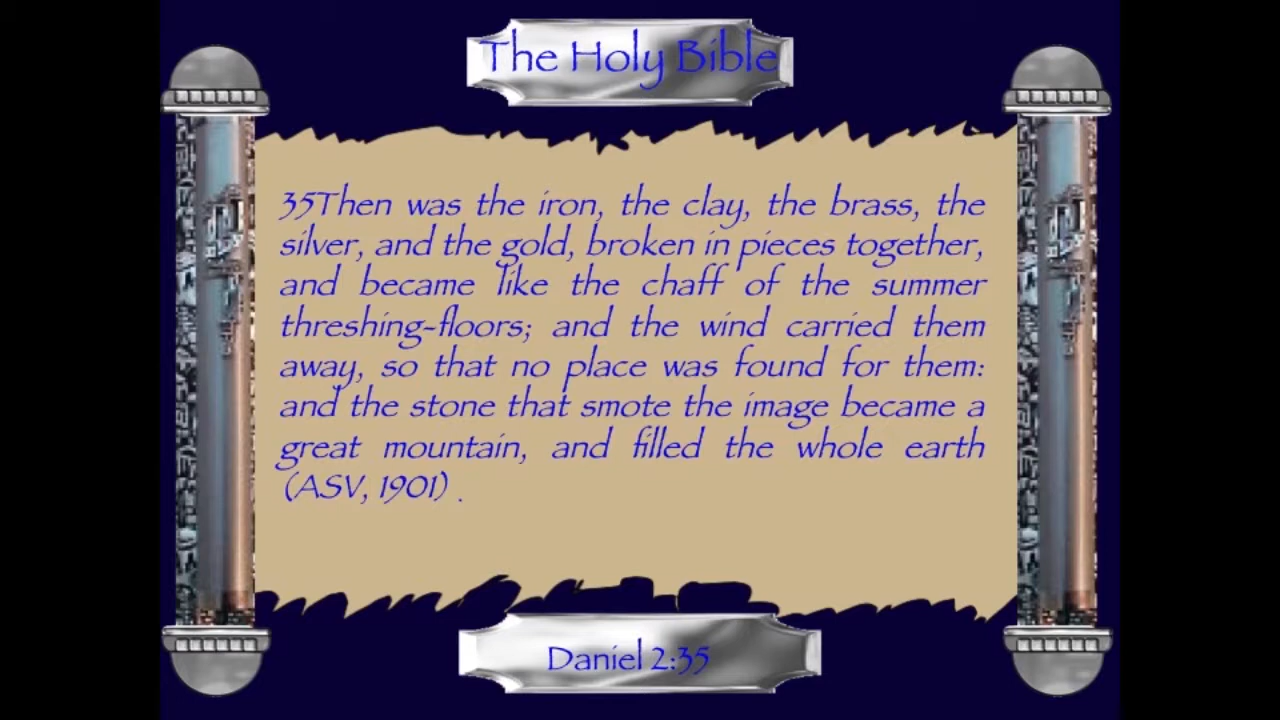 The Holy Bible
35Then was the iron, the clay, the brass, the
silver, and the gold, broken in pieces together,
and became like the chaff of the summer
threshing-floors; and the wind carried them
away, so that no place was found for them:
and the stone that smote the image became a
great mountain, and filled the whole earth
(ASV, 1901) .
Daniel 2:35